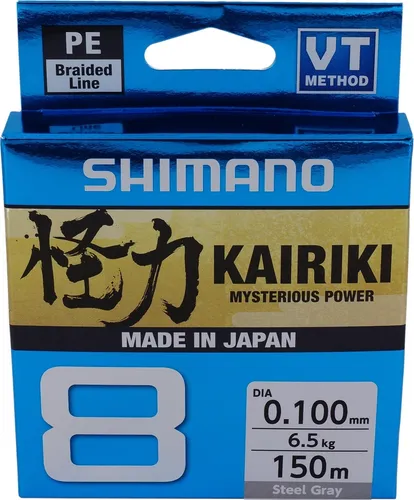 PE
Braided
Line
VT
METHOD
SHIMANO
怪力
KAIRIKI
MYSTERIOUS POWER
MADE IN JAPAN
8
DIA
0.100mm
6.5kg
150m
Steel Gray